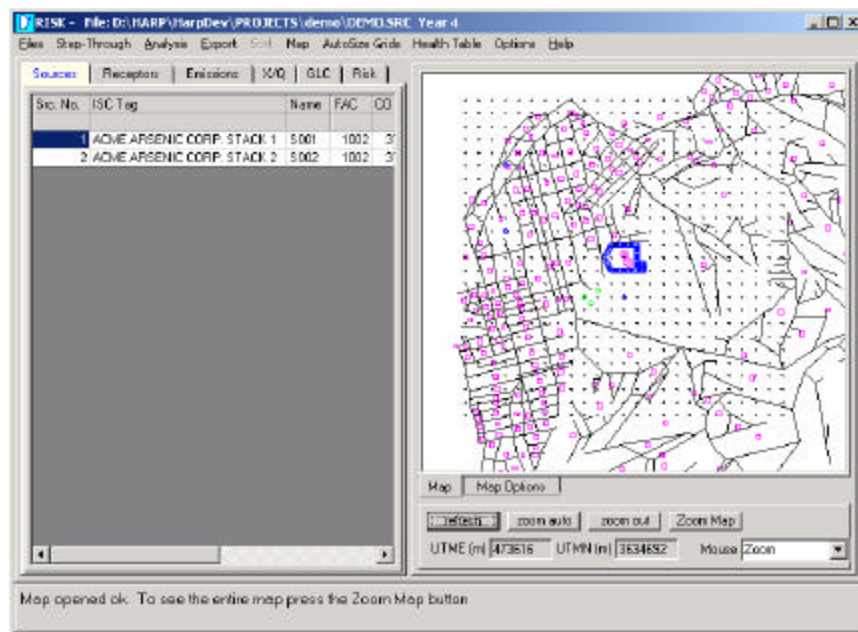 RISK - File: D:\HARP\HarpDev\PROJECTS\demo\DEMO.SRC Year 4
Files Step-Through Analysis Export Sort Map AutoSize Grids Health Table Options Help
Sources Receptors Emissions X/Q GLC Risk
Src. No. ISC Tag Name FAC CO
1 ACME ARSENIC CORP. STACK 1 S001 1002 3
2 ACME ARSENIC CORP. STACK 2 S002 1002 3
Map Map Options
refresh zoom auto zoom out Zoom Map
UTME (m) 473616 UTMN (m) 3634692 Mouse Zoom
Map opened ok. To see the entire map press the Zoom Map button